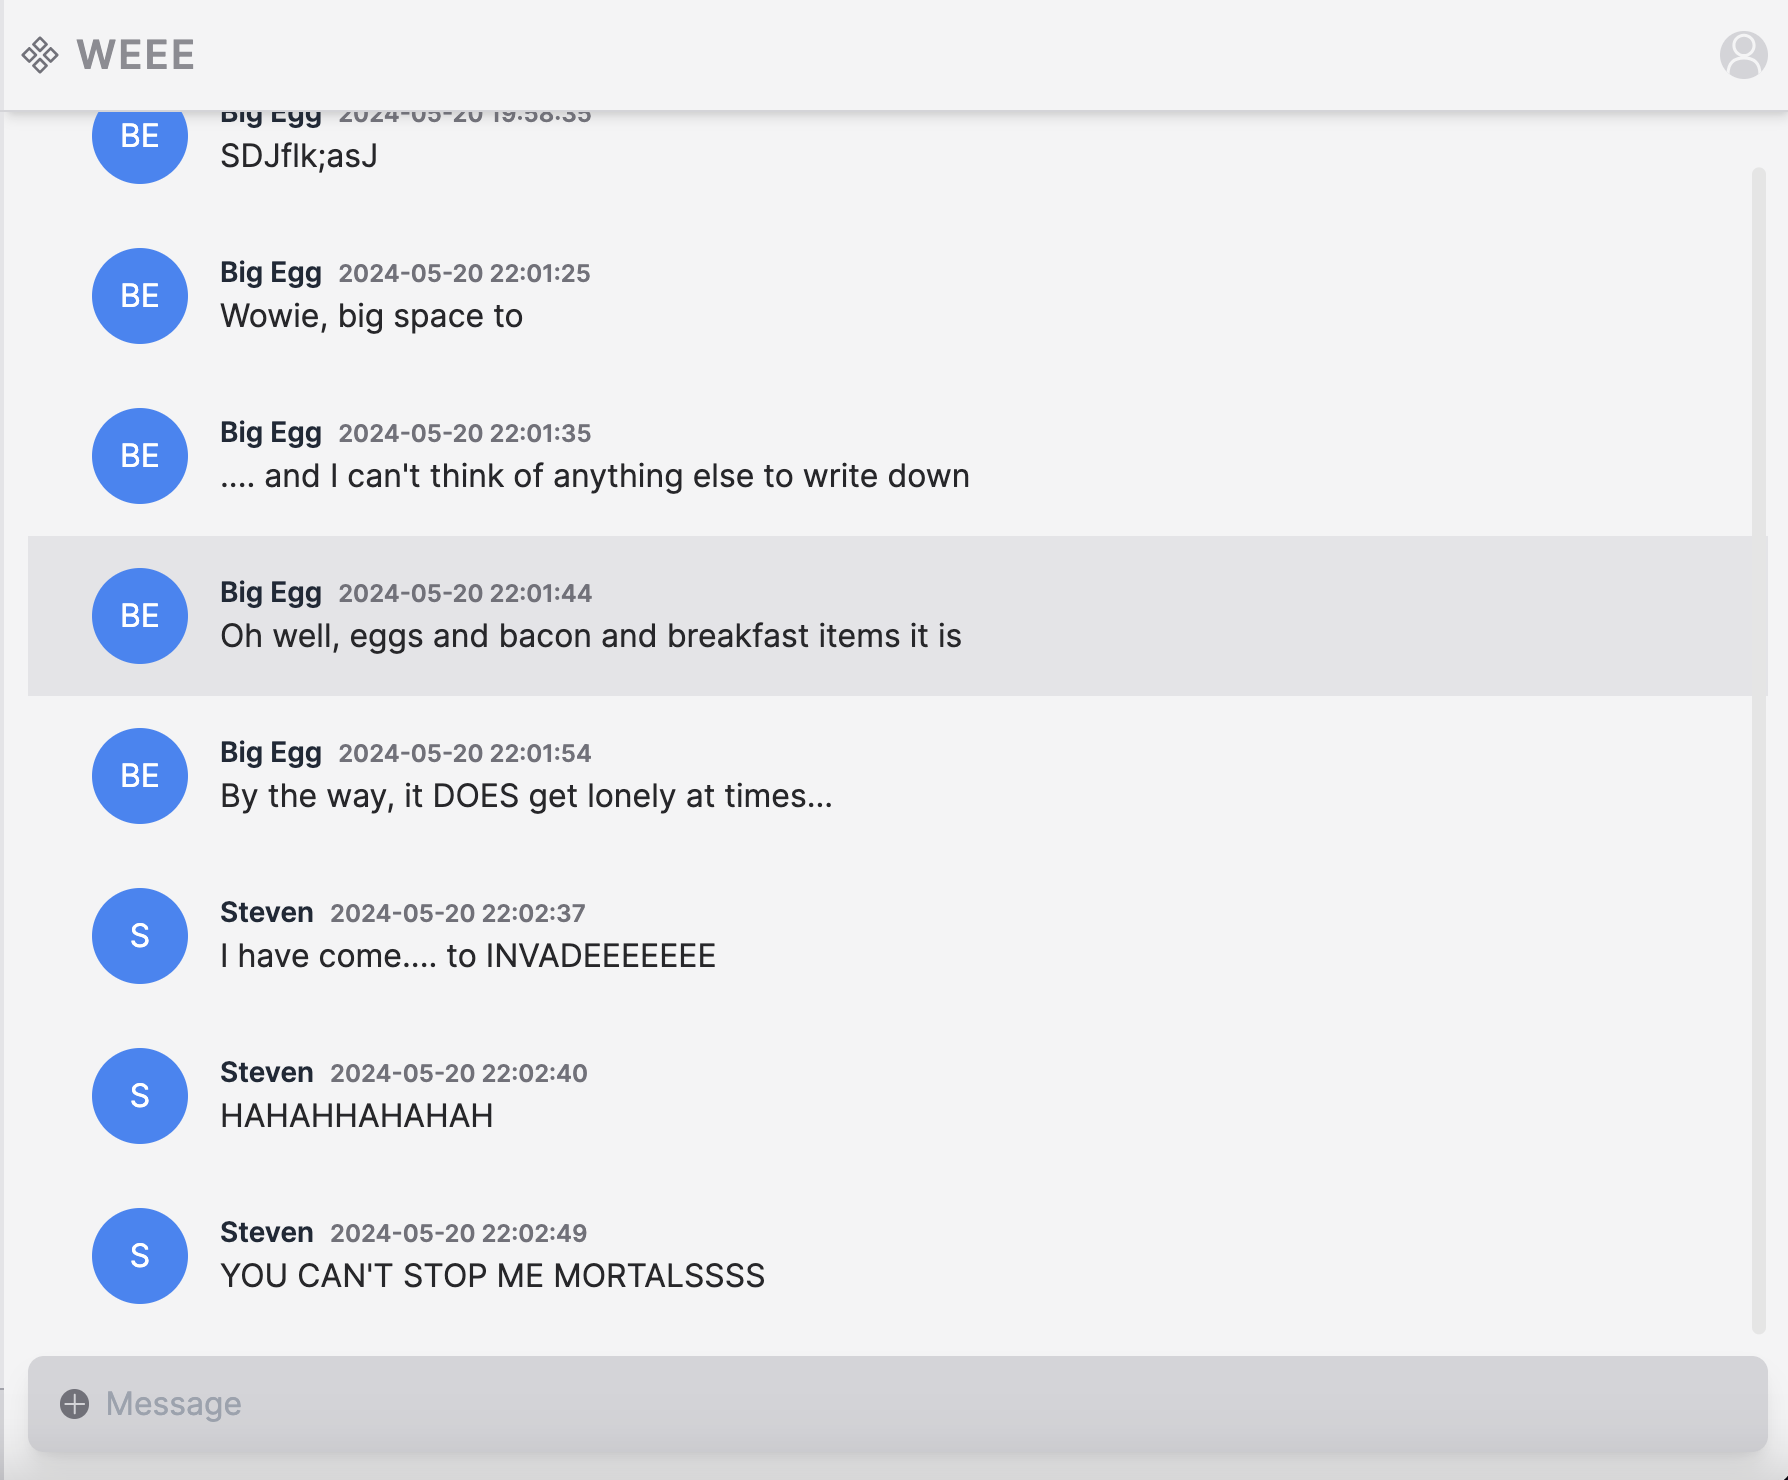 WEEE
Big Egg 2024-05-20 19:58:35
BE
SDJflk;asJ
Big Egg 2024-05-20 22:01:25
BE
Wowie, big space to
Big Egg 2024-05-20 22:01:35
BE
.... and I can't think of anything else to write down
Big Egg 2024-05-20 22:01:44
BE
Oh well, eggs and bacon and breakfast items it is
Big Egg 2024-05-20 22:01:54
BE
By the way, it DOES get lonely at times...
Steven 2024-05-20 22:02:37
S
I have come.... to INVADEEEEEEE
Steven 2024-05-20 22:02:40
S
HAHAHHAHAHAH
Steven 2024-05-20 22:02:49
S
YOU CAN'T STOP ME MORTALSSSS
Message